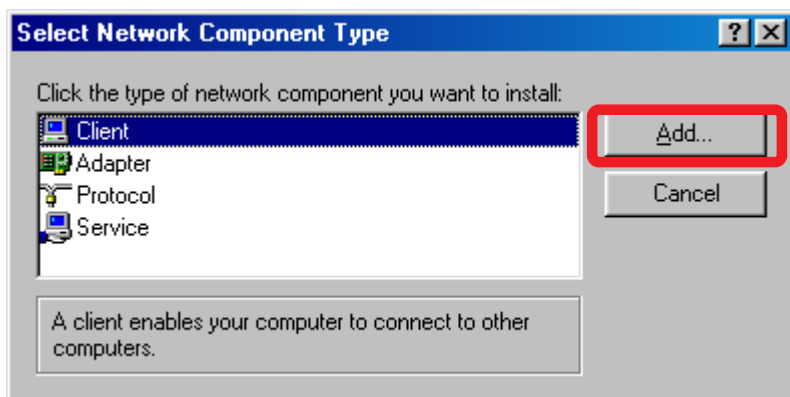 Select Network Component Type
Click the type of network component you want to install:
Client
Add...
Adapter
Protocol
Cancel
Service
A client enables your computer to connect to other
computers.